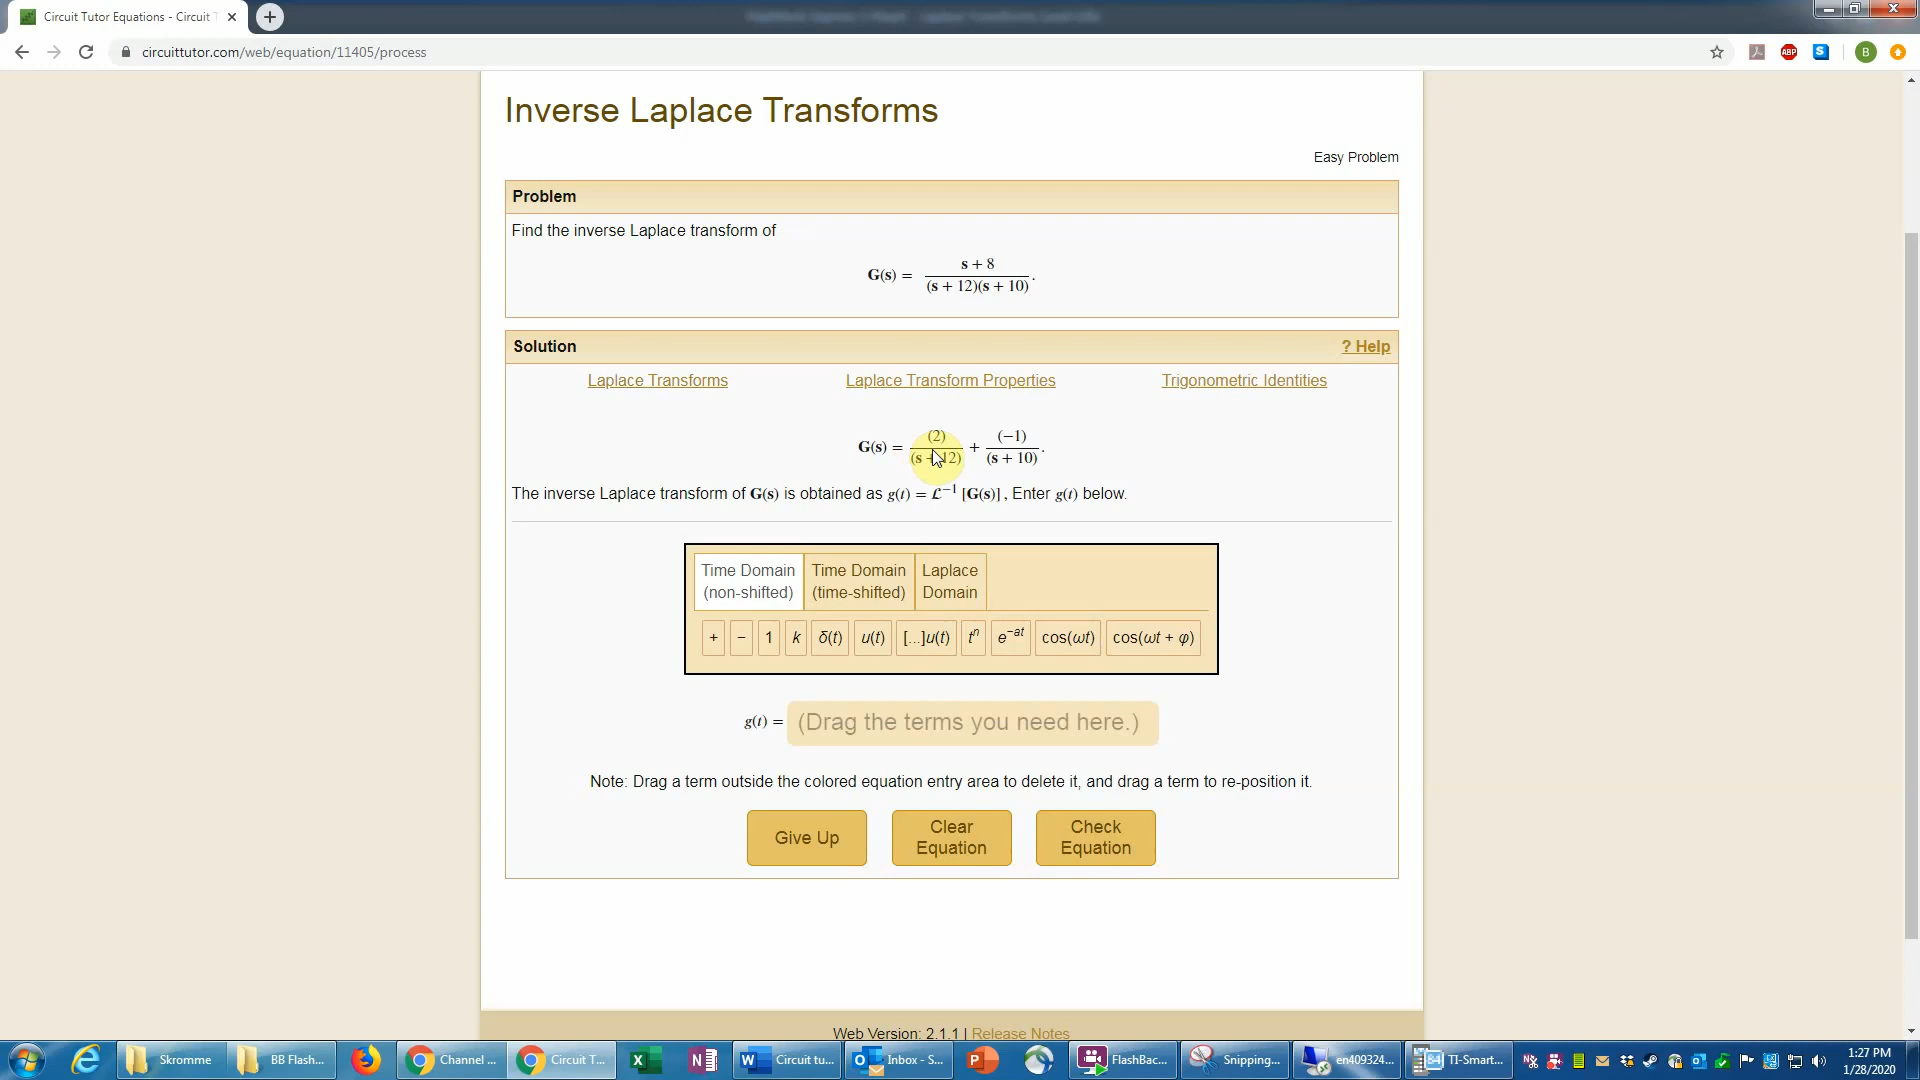 Circuit Tutor Equations - Circuit T
circuittutor.com/web/equation/11405/process
ABP
S
B
Inverse Laplace Transforms
Easy Problem
Problem
Find the inverse Laplace transform of
G(s) = (s + 8) / ((s + 12)(s + 10)).
Solution
? Help
Laplace Transforms
Laplace Transform Properties
Trigonometric Identities
G(s) = (2)/(s + 12) + (−1)/(s + 10).
The inverse Laplace transform of G(s) is obtained as g(t) = ℒ⁻¹ [G(s)] , Enter g(t) below.
Time Domain (non-shifted)
Time Domain (time-shifted)
Laplace Domain
+ − 1 k δ(t) u(t) [...]u(t) tⁿ e⁻ᵃᵗ cos(ωt) cos(ωt + φ)
g(t) = (Drag the terms you need here.)
Note: Drag a term outside the colored equation entry area to delete it, and drag a term to re-position it.
Give Up
Clear Equation
Check Equation
Web Version: 2.1.1 | Release Notes
Skromme
BB Flash...
Channel ...
Circuit T...
Circuit tu...
Inbox - S...
FlashBac...
Snipping...
en409324...
TI-Smart...
1:27 PM
1/28/2020